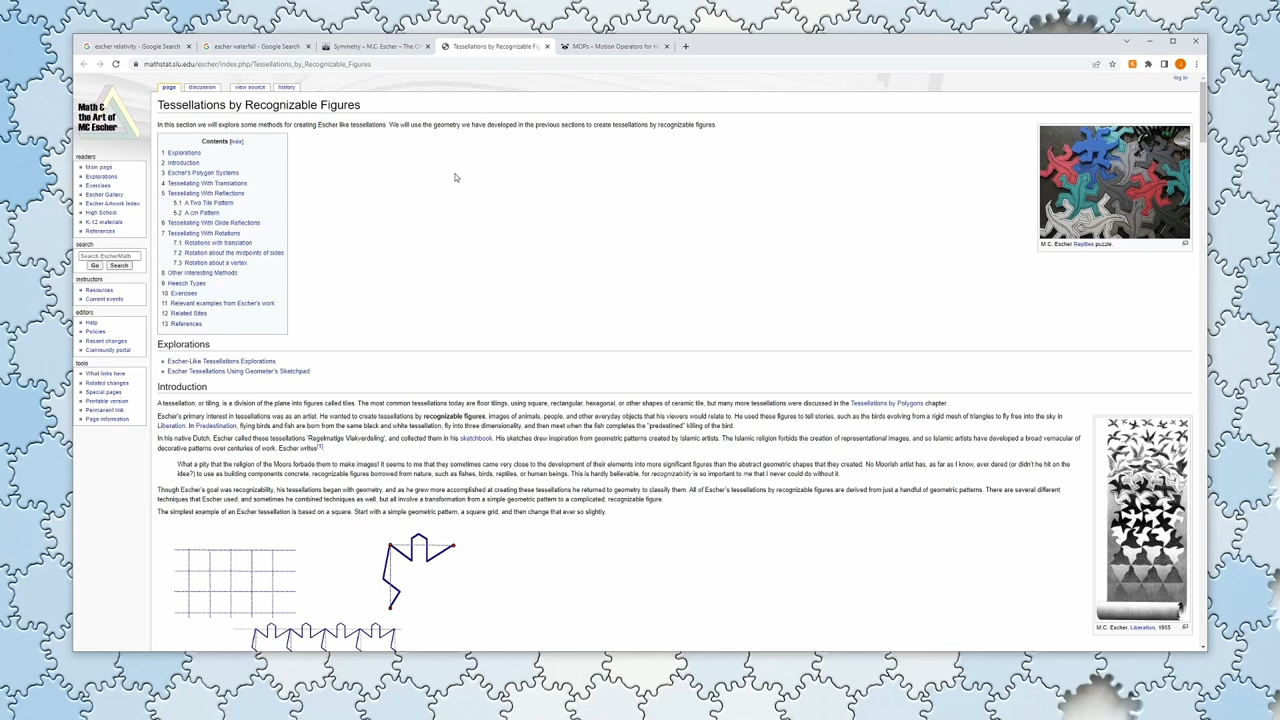 escher relativity - Google Search
escher waterfall - Google Search
Symmetry – M.C. Escher – The O
Tessellations by Recognizable Fi
MOPs – Motion Operators for H
mathstat.slu.edu/escher/index.php/Tessellations_by_Recognizable_Figures
log in
page
discussion
view source
history
Math &
the Art of
MC Escher
readers
Main page
Explorations
Exercises
Escher Gallery
Escher Artwork Index
High School
K-12 materials
References
search
Search EscherMath
Go
Search
instructors
Resources
Current events
editors
Help
Policies
Recent changes
Community portal
tools
What links here
Related changes
Special pages
Printable version
Permanent link
Page information
Tessellations by Recognizable Figures
In this section we will explore some methods for creating Escher like tessellations. We will use the geometry we have developed in the previous sections to create tessellations by recognizable figures.
Contents [hide]
1 Explorations
2 Introduction
3 Escher's Polygon Systems
4 Tessellating With Translations
5 Tessellating With Reflections
5.1 A Two Tile Pattern
5.2 A cm Pattern
6 Tessellating With Glide Reflections
7 Tessellating With Rotations
7.1 Rotations with translation
7.2 Rotation about the midpoints of sides
7.3 Rotation about a vertex
8 Other Interesting Methods
9 Heesch Types
10 Exercises
11 Relevant examples from Escher's work
12 Related Sites
13 References
M.C. Escher Reptiles puzzle.
Explorations
Escher-Like Tessellations Explorations
Escher Tessellations Using Geometer's Sketchpad
Introduction
A tessellation, or tiling, is a division of the plane into figures called tiles. The most common tessellations today are floor tilings, using square, rectangular, hexagonal, or other shapes of ceramic tile, but many more tessellations were discussed in the Tessellations by Polygons chapter.
Escher's primary interest in tessellations was as an artist. He wanted to create tessellations by recognizable figures, images of animals, people, and other everyday objects that his viewers would relate to. He used these figures to tell stories, such as the birds evolving from a rigid mesh of triangles to fly free into the sky in
Liberation. In Predestination, flying birds and fish are born from the same black and white tessellation, fly into three dimensionality, and then meet when the fish completes the "predestined" killing of the bird.
In his native Dutch, Escher called these tessellations 'Regelmatige Vlakverdeling', and collected them in his sketchbook. His sketches drew inspiration from geometric patterns created by Islamic artists. The Islamic religion forbids the creation of representational images, and so Islamic artists have developed a broad vernacular of
decorative patterns over centuries of work. Escher writes[1]:
What a pity that the religion of the Moors forbade them to make images! It seems to me that they sometimes came very close to the development of their elements into more significant figures than the abstract geometric shapes that they created. No Moorish artist has, as far as I know, ever dared (or didn't he hit on the
idea?) to use as building components concrete, recognizable figures borrowed from nature, such as fishes, birds, reptiles, or human beings. This is hardly believable, for recognizability is so important to me that I never could do without it.
Though Escher's goal was recognizability, his tessellations began with geometry, and as he grew more accomplished at creating these tessellations he returned to geometry to classify them. All of Escher's tessellations by recognizable figures are derived from just a handful of geometric patterns. There are several different
techniques that Escher used, and sometimes he combined techniques as well, but all involve a transformation from a simple geometric pattern to a complicated, recognizable figure.
The simplest example of an Escher tessellation is based on a square. Start with a simple geometric pattern, a square grid, and then change that ever so slightly.
M.C. Escher, Liberation, 1955